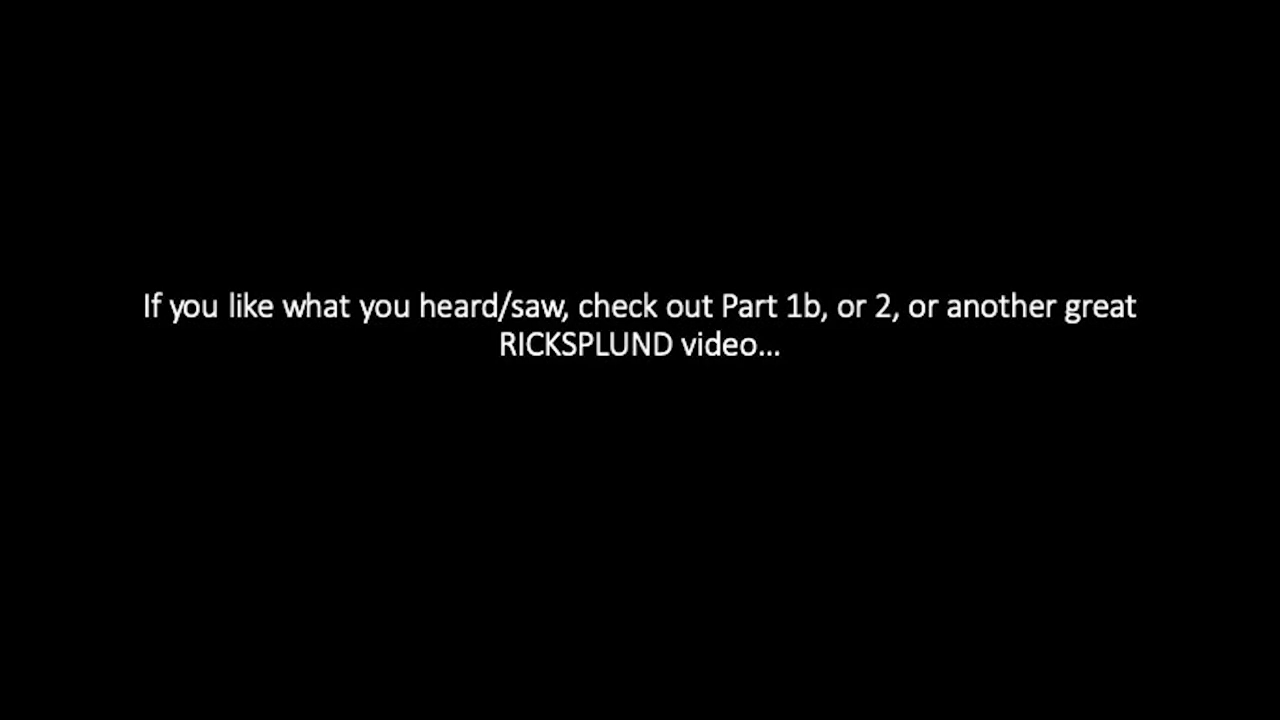 If you like what you heard/saw, check out Part 1b, or 2, or another great
RICKSPLUND video...